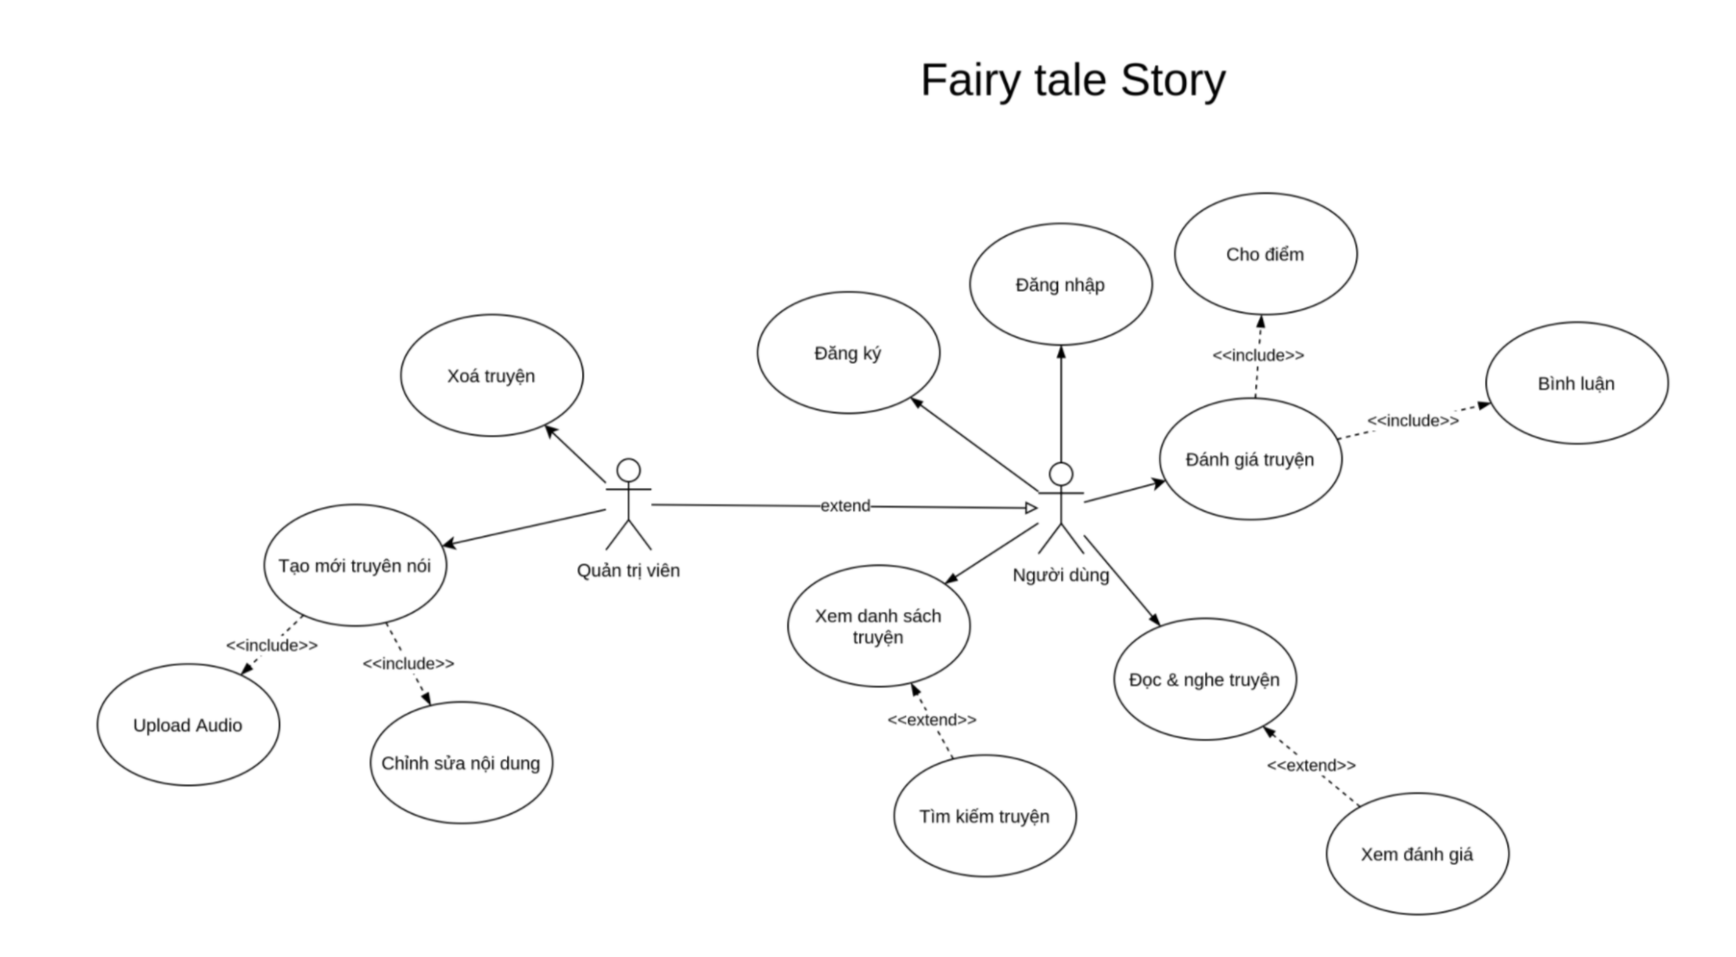 Fairy tale Story
Cho điểm
Đăng nhập
Đăng ký
<<include>>
Bình luận
Xoá truyện
<<include>>
Đánh giá truyện
extend
Tạo mới truyên nói
Quản trị viên
Người dùng
Xem danh sách
truyện
<<include>>
<<include>>
Đọc & nghe truyện
Upload Audio
<<extend>>
Chỉnh sửa nội dung
<<extend>>
Tìm kiếm truyện
Xem đánh giá